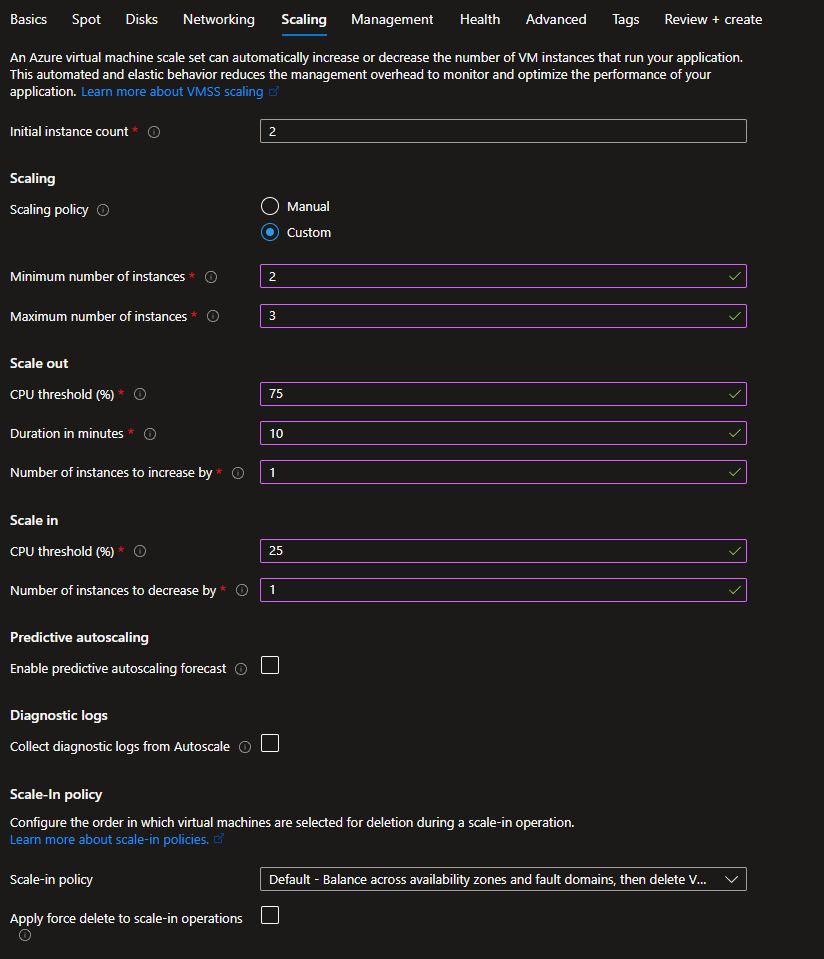 Basics Spot Disks Networking Scaling Management Health Advanced Tags Review + create
An Azure virtual machine scale set can automatically increase or decrease the number of VM instances that run your application.
This automated and elastic behavior reduces the management overhead to monitor and optimize the performance of your
application. Learn more about VMSS scaling
Initial instance count * 2
Scaling
Scaling policy
Manual
Custom
Minimum number of instances * 2
Maximum number of instances * 3
Scale out
CPU threshold (%) * 75
Duration in minutes * 10
Number of instances to increase by * 1
Scale in
CPU threshold (%) * 25
Number of instances to decrease by * 1
Predictive autoscaling
Enable predictive autoscaling forecast
Diagnostic logs
Collect diagnostic logs from Autoscale
Scale-In policy
Configure the order in which virtual machines are selected for deletion during a scale-in operation.
Learn more about scale-in policies.
Scale-in policy Default - Balance across availability zones and fault domains, then delete V...
Apply force delete to scale-in operations